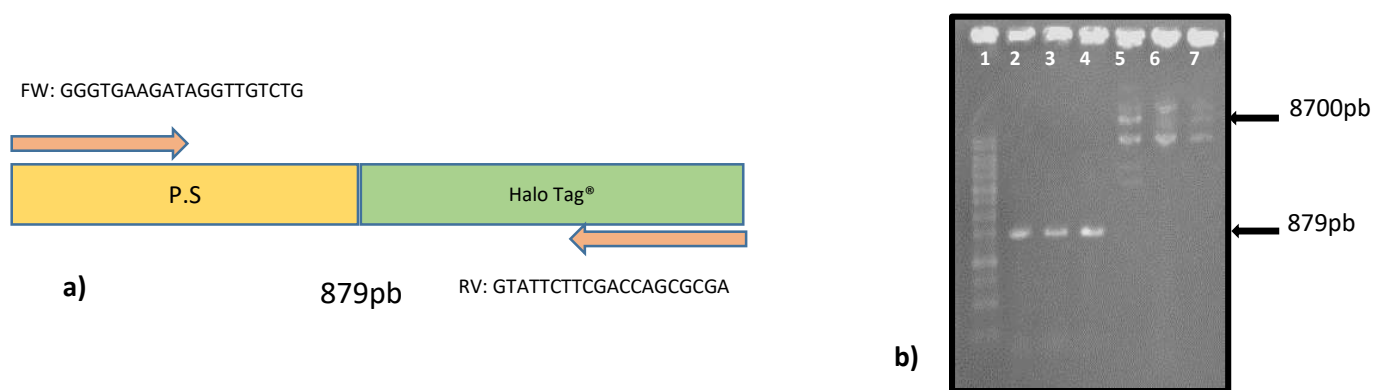 FW: GGGTGAAGATAGGTTGTCTG
P.S
Halo Tag®
RV: GTATTCTTCGACCAGCGCGA
a)
879pb
1 2 3 4 5 6 7
8700pb
879pb
b)